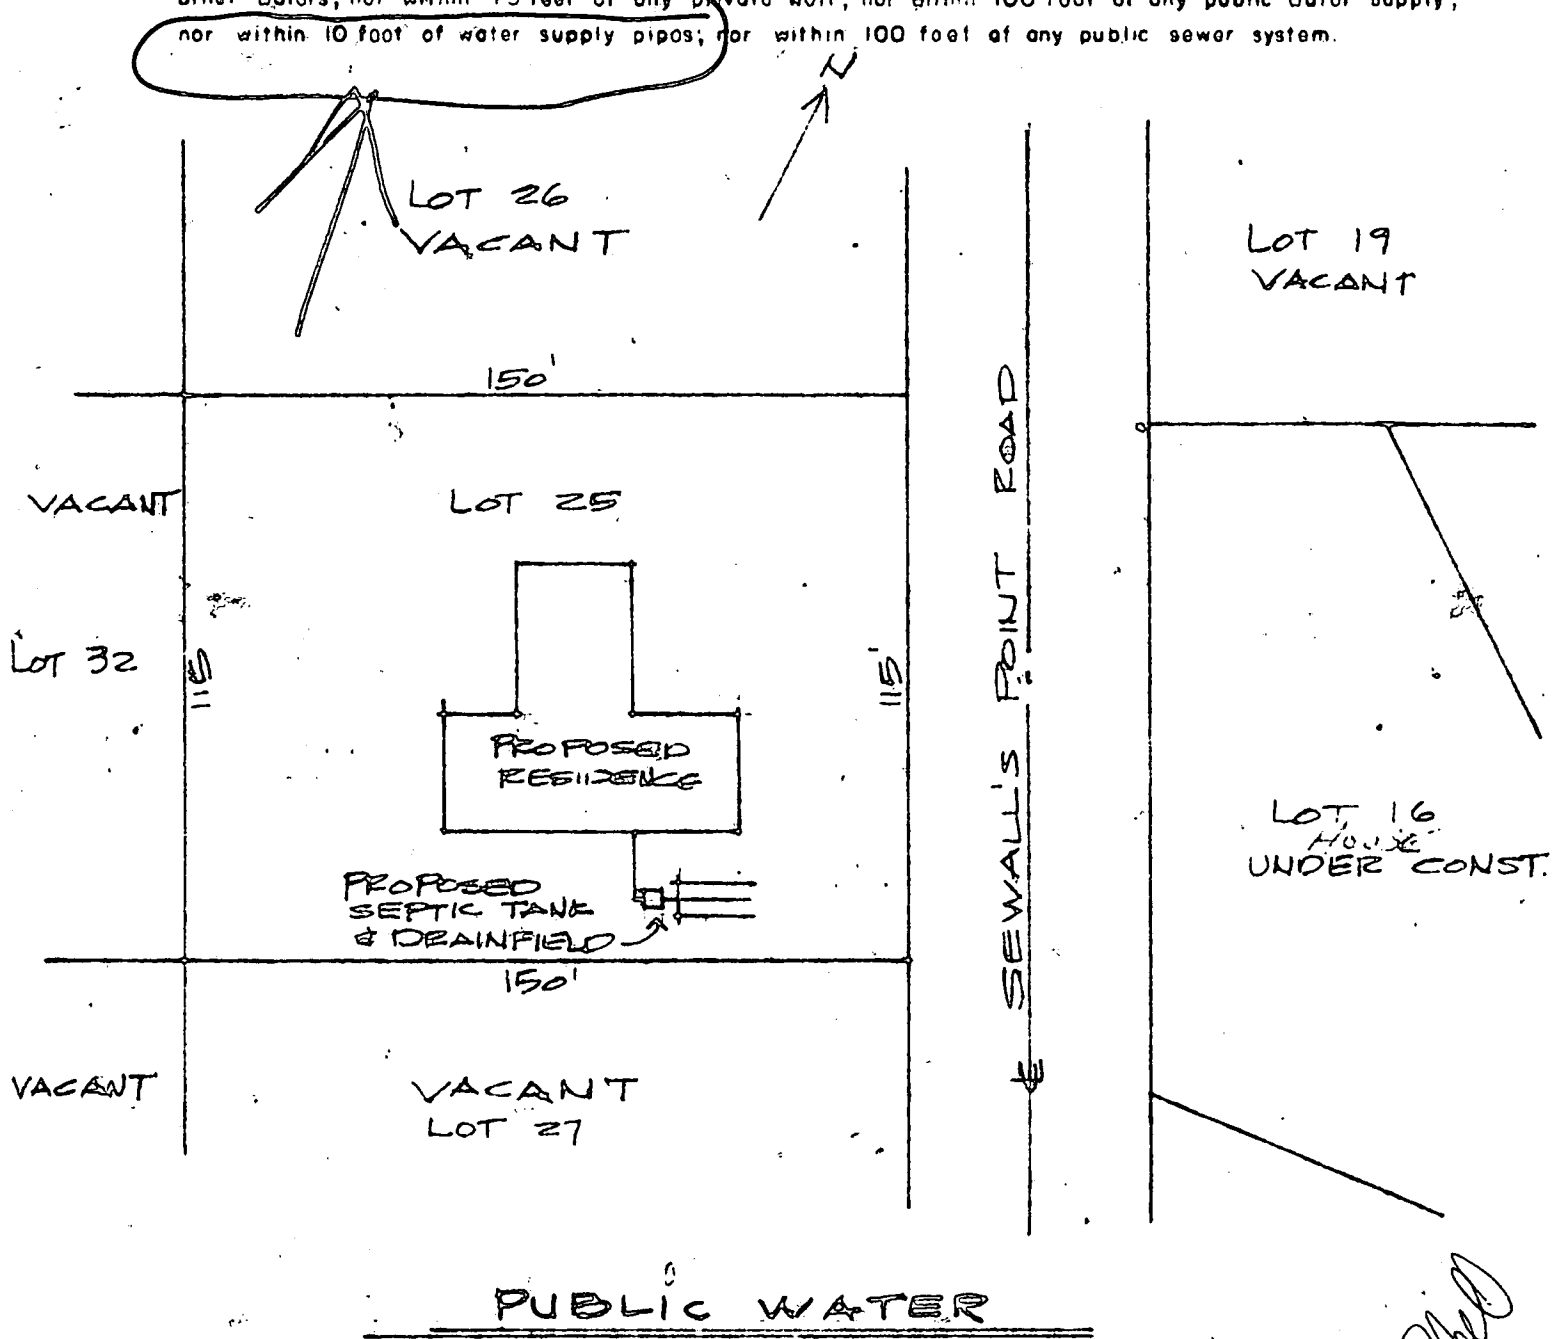 nor within 10 foot of water supply pipes; nor within 100 feet of any public sewer system.
N
LOT 26
VACANT
LOT 19
VACANT
150'
VACANT
LOT 25
LOT 32
115
115'
SEWALL'S POINT ROAD
PROPOSED
RESIDENCE
LOT 16
HOUSE
UNDER CONST.
PROPOSED
SEPTIC TANK
& DRAINFIELD
150'
VACANT
VACANT
LOT 27
PUBLIC WATER